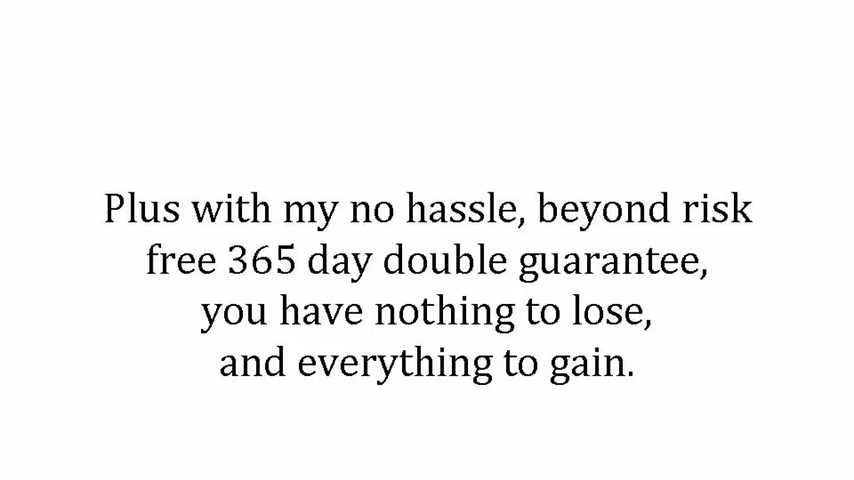 Plus with my no hassle, beyond risk
free 365 day double guarantee,
you have nothing to lose,
and everything to gain.